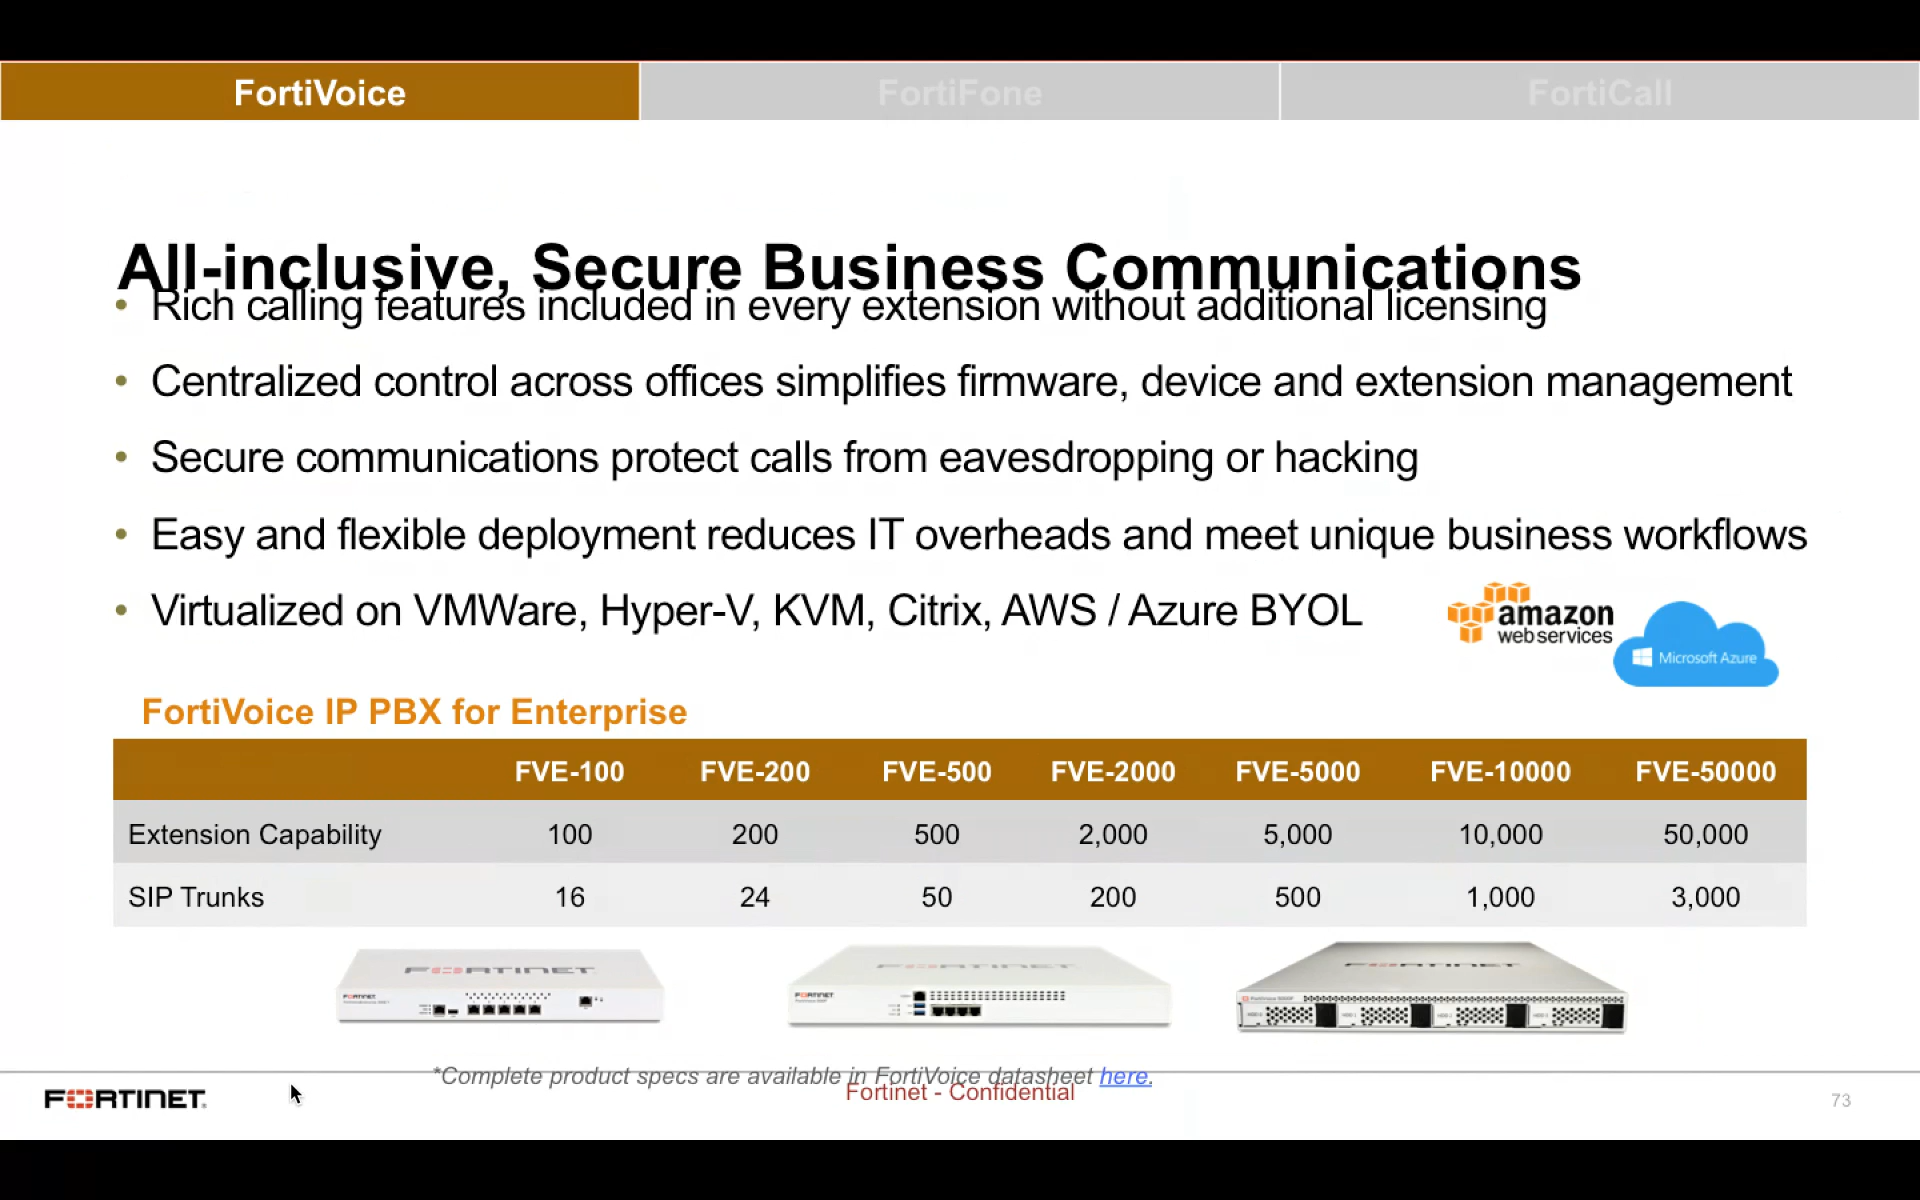 FortiVoice
FortiFone
FortiCall
All-inclusive, Secure Business Communications
• Rich calling features included in every extension without additional licensing
• Centralized control across offices simplifies firmware, device and extension management
• Secure communications protect calls from eavesdropping or hacking
• Easy and flexible deployment reduces IT overheads and meet unique business workflows
• Virtualized on VMWare, Hyper-V, KVM, Citrix, AWS / Azure BYOL
amazon
webservices
Microsoft Azure
FortiVoice IP PBX for Enterprise
FVE-100 FVE-200 FVE-500 FVE-2000 FVE-5000 FVE-10000 FVE-50000
Extension Capability 100 200 500 2,000 5,000 10,000 50,000
SIP Trunks 16 24 50 200 500 1,000 3,000
FORTINET
FORTINET
FORTINET
FORTINET
FORTINET
*Complete product specs are available in FortiVoice datasheet here.
Fortinet - Confidential
FORTINET
73